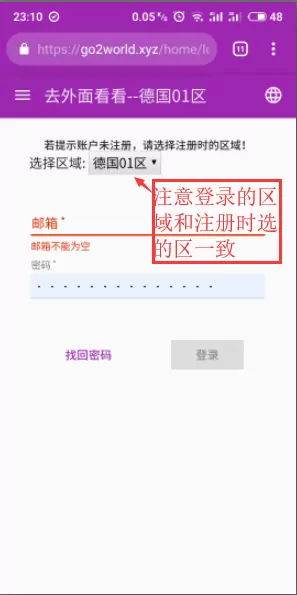 23:10 0.05 K/s 48
https://go2world.xyz/home/l 11
去外面看看--德国01区
若提示账户未注册，请选择注册时的区域！
选择区域: 德国01区
注意登录的区
域和注册时选
的区一致
邮箱 *
邮箱不能为空
密码 *
找回密码 登录